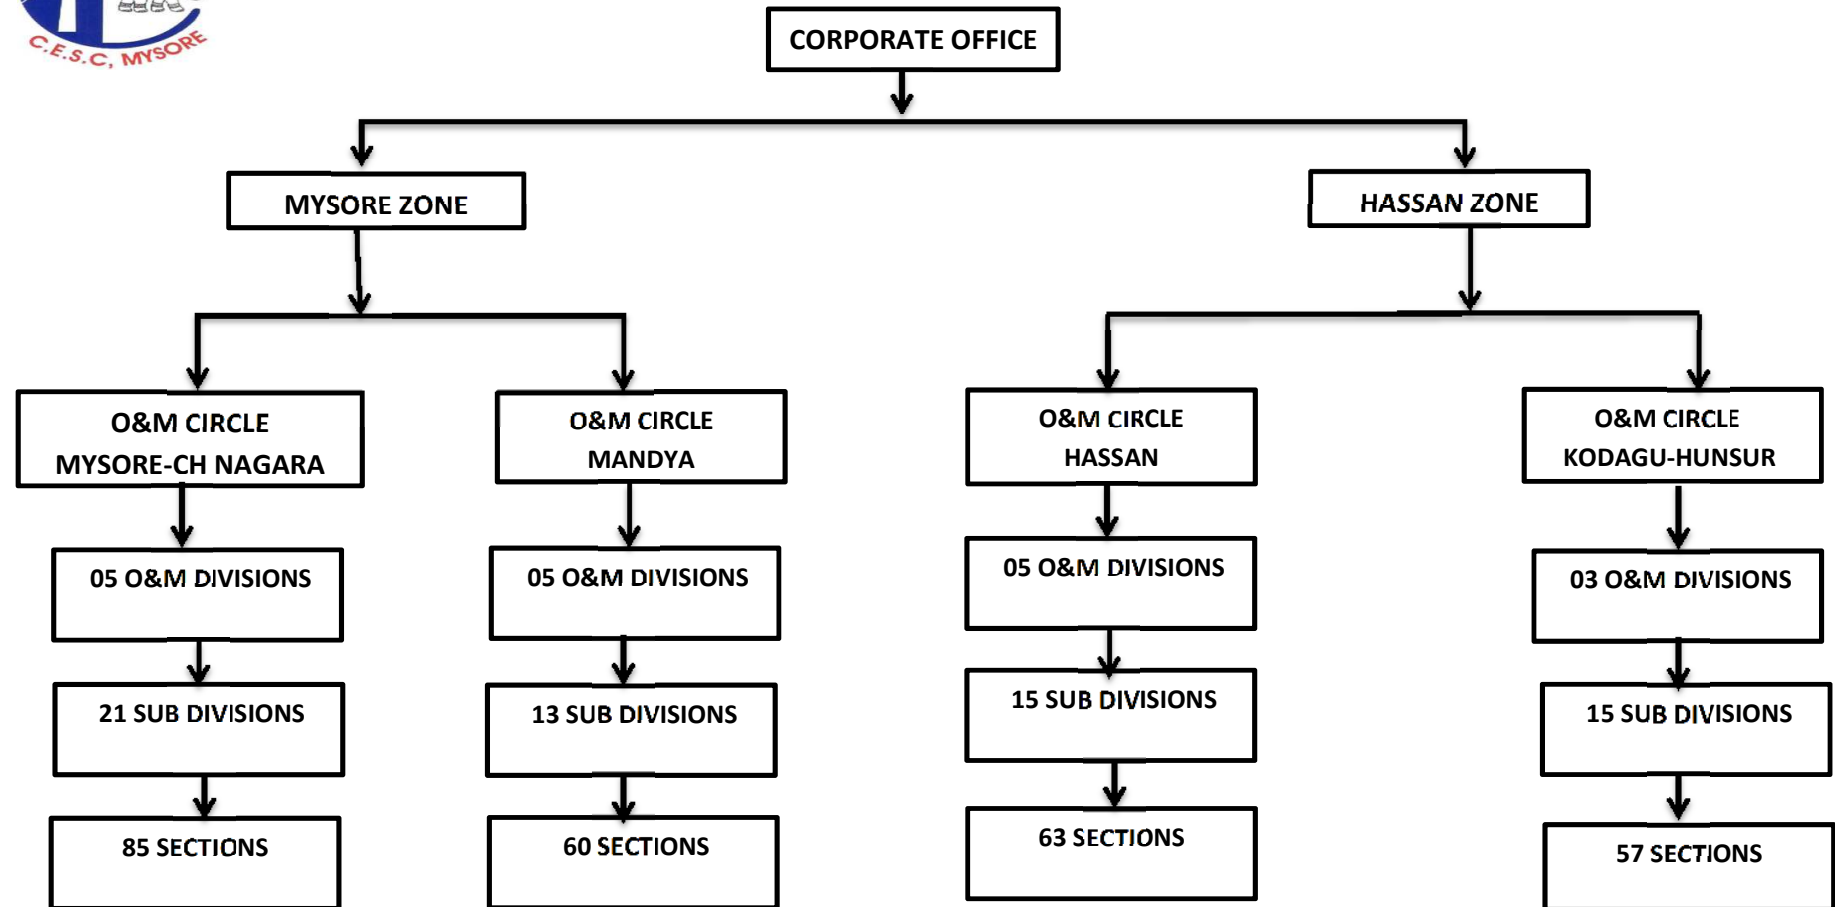 C.E.S.C, MYSORE
CORPORATE OFFICE
MYSORE ZONE
HASSAN ZONE
O&M CIRCLE
MYSORE-CH NAGARA
O&M CIRCLE
MANDYA
O&M CIRCLE
HASSAN
O&M CIRCLE
KODAGU-HUNSUR
05 O&M DIVISIONS
05 O&M DIVISIONS
05 O&M DIVISIONS
03 O&M DIVISIONS
21 SUB DIVISIONS
13 SUB DIVISIONS
15 SUB DIVISIONS
15 SUB DIVISIONS
85 SECTIONS
60 SECTIONS
63 SECTIONS
57 SECTIONS